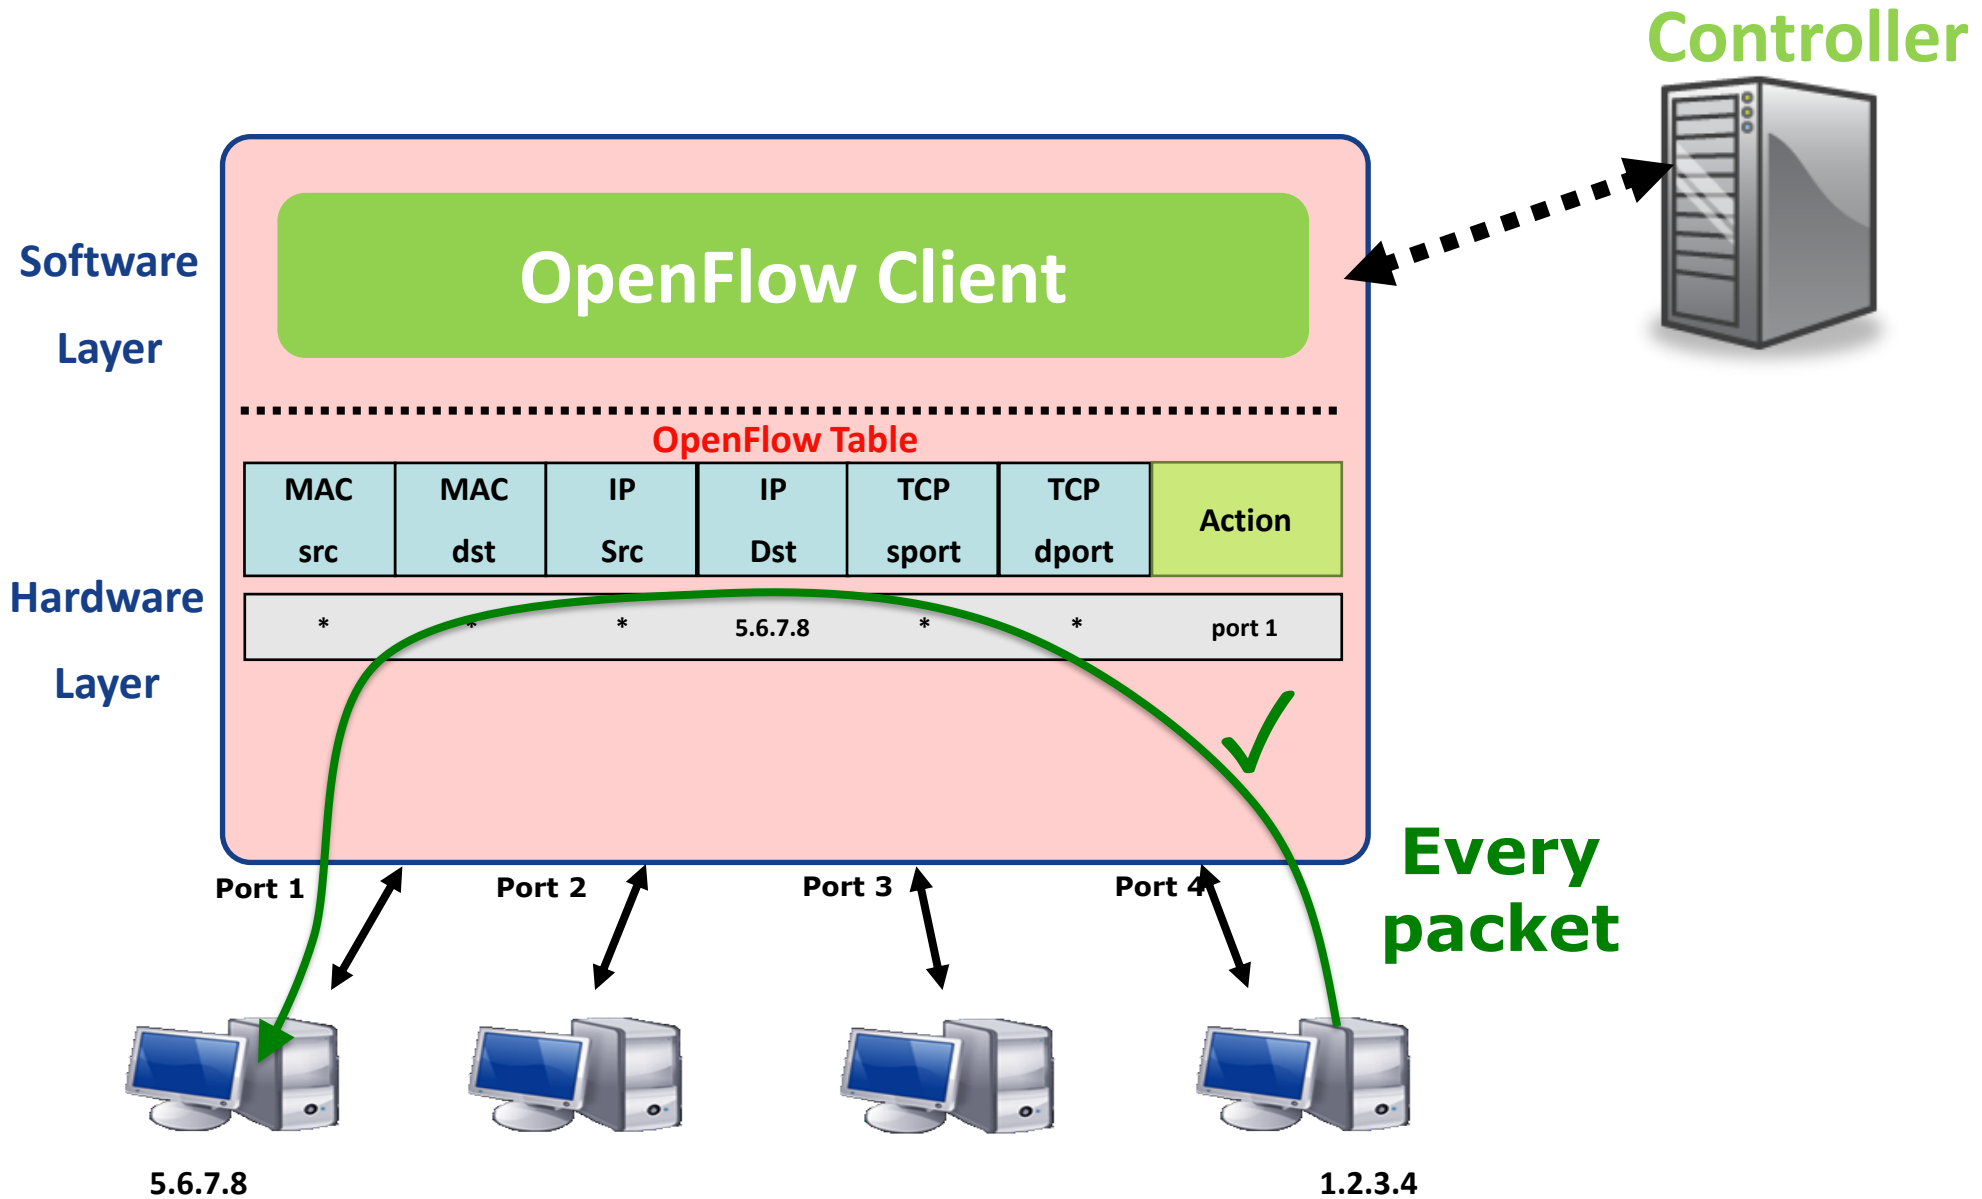 Controller
Software
Layer
OpenFlow Client
OpenFlow Table
MAC MAC IP IP TCP TCP
src dst Src Dst sport dport Action
Hardware
Layer
* * * 5.6.7.8 * * port 1
Every
packet
Port 1 Port 2 Port 3 Port 4
5.6.7.8 1.2.3.4